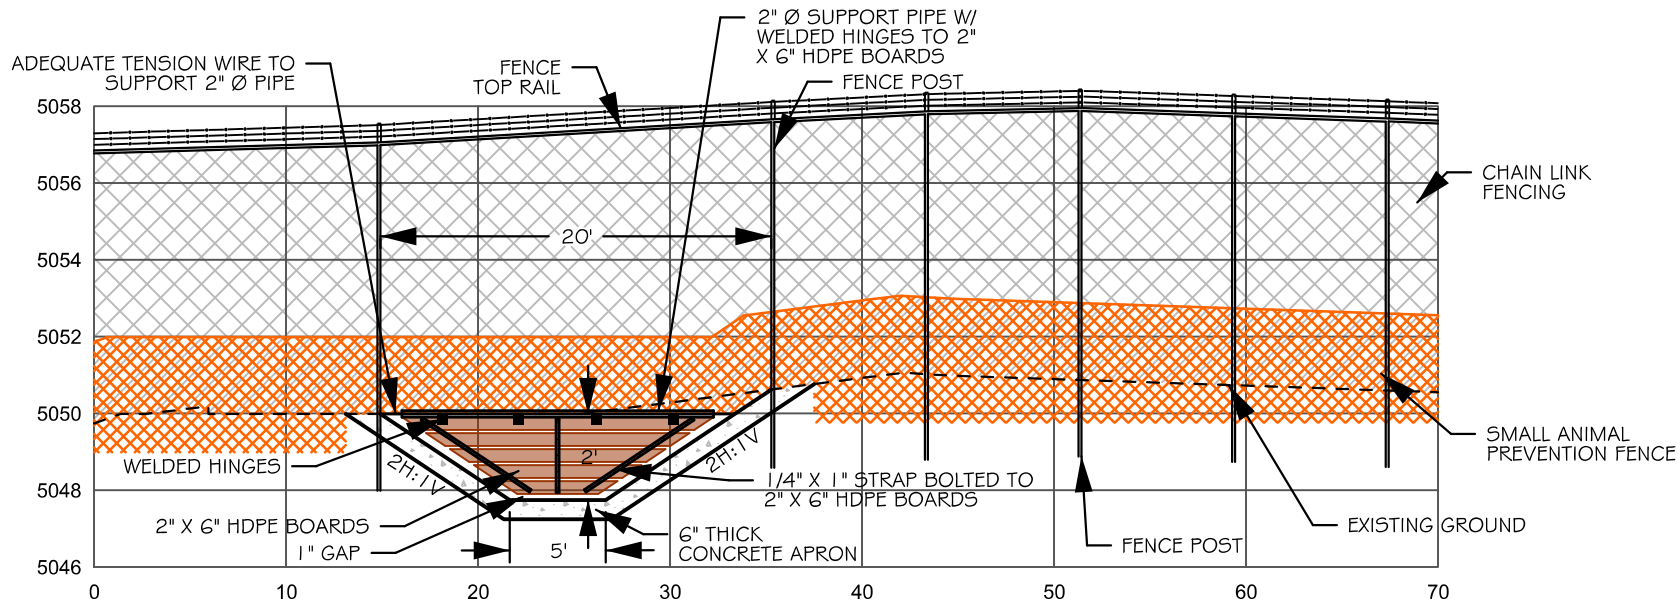 2" Ø SUPPORT PIPE W/
WELDED HINGES TO 2"
X 6" HDPE BOARDS
ADEQUATE TENSION WIRE TO
SUPPORT 2" Ø PIPE
FENCE
TOP RAIL
FENCE POST
5058
5056
5054
5052
5050
5048
5046
CHAIN LINK
FENCING
20'
2'
2H:1V
2H:1V
WELDED HINGES
SMALL ANIMAL
PREVENTION FENCE
1/4" X 1" STRAP BOLTED TO
2" X 6" HDPE BOARDS
2" X 6" HDPE BOARDS
1" GAP
5'
6" THICK
CONCRETE APRON
EXISTING GROUND
FENCE POST
0
10
20
30
40
50
60
70